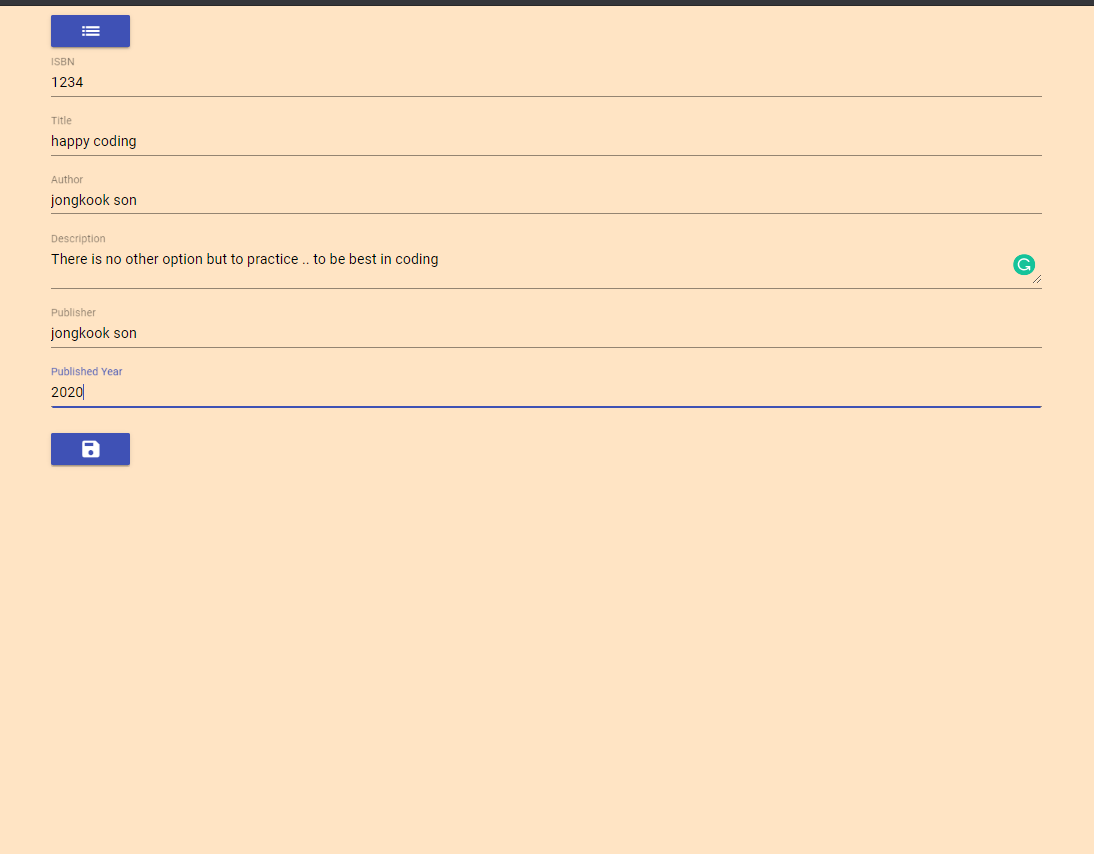 ISBN
1234
Title
happy coding
Author
jongkook son
Description
There is no other option but to practice .. to be best in coding
Publisher
jongkook son
Published Year
2020